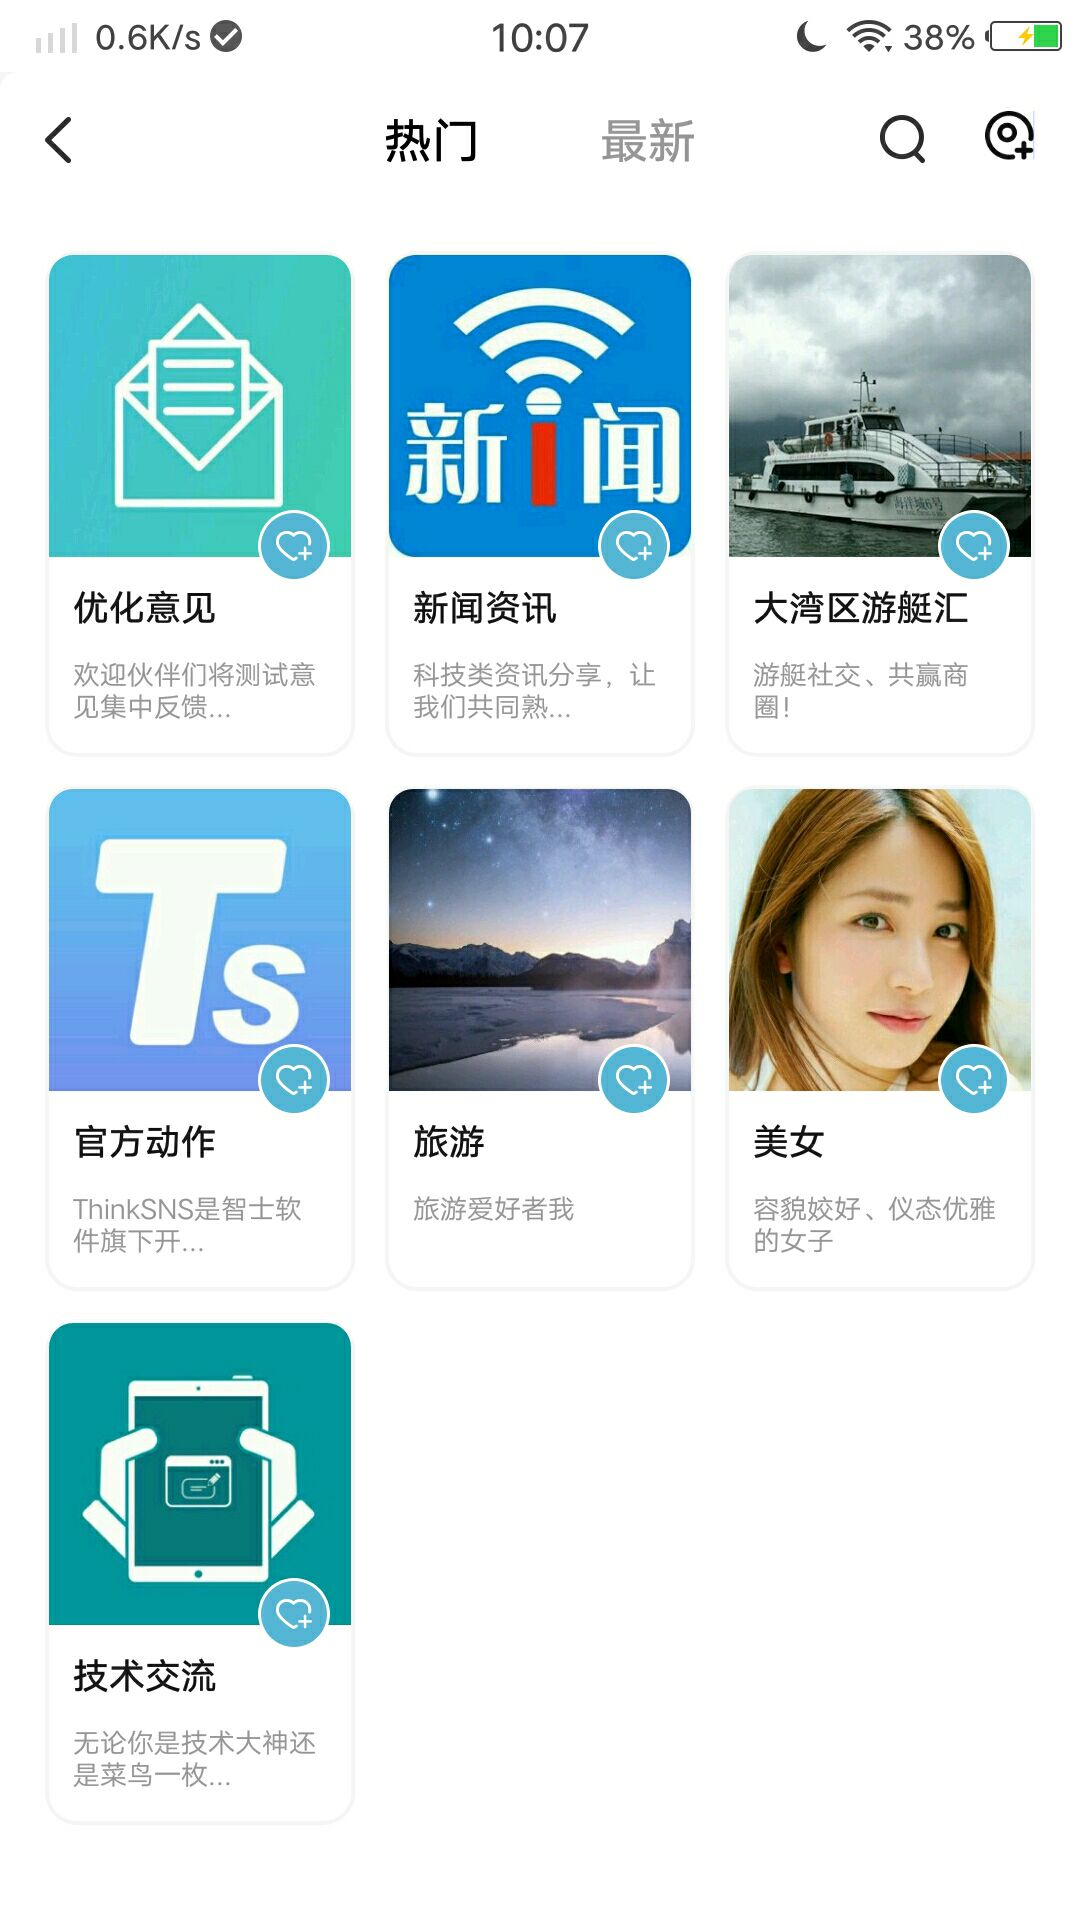 0.6K/s
10:07
38%
热门
最新
新闻
海洋城6号
优化意见
新闻资讯
大湾区游艇汇
欢迎伙伴们将测试意
见集中反馈...
科技类资讯分享，让
我们共同熟...
游艇社交、共赢商
圈！
Ts
官方动作
旅游
美女
ThinkSNS是智士软
件旗下开...
旅游爱好者我
容貌姣好、仪态优雅
的女子
技术交流
无论你是技术大神还
是菜鸟一枚...